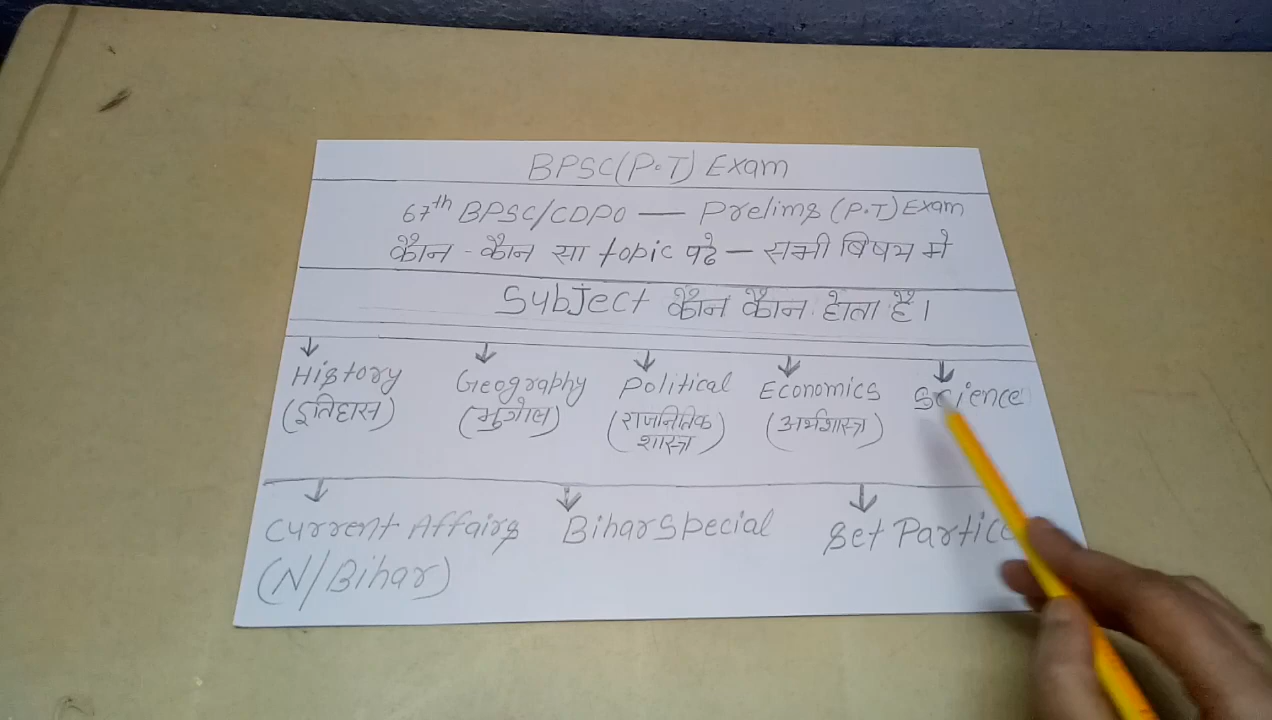 BPSC(P.T) Exam
67th BPSC/CDPO — Prelims (P.T) Exam
कौन - कौन सा topic पढे — सभी बिषय मे
Subject कौन कौन होता है।
History Geography Political Economics Science
(इतिहास) (भुगोल) (राजनितिक शास्त्र) (अर्थशास्त्र)
Current Affairs Bihar Special Set Partice
(N/Bihar)